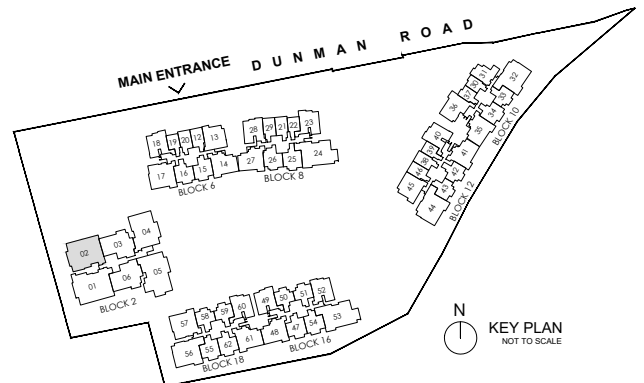 DUNMAN ROAD
MAIN ENTRANCE
18 19 20 12 13
17 16 15 14
BLOCK 6
28 29 21 22 23
27 26 25 24
BLOCK 8
31 32
30
37 33
36 34
35
BLOCK 10
40 41
39
38 42
46 43
45 44
BLOCK 12
02 03 04
01 06 05
BLOCK 2
57 58 59 60
56 55 62 61
BLOCK 18
49 50 51 52
48 47 54 53
BLOCK 16
N
KEY PLAN
NOT TO SCALE